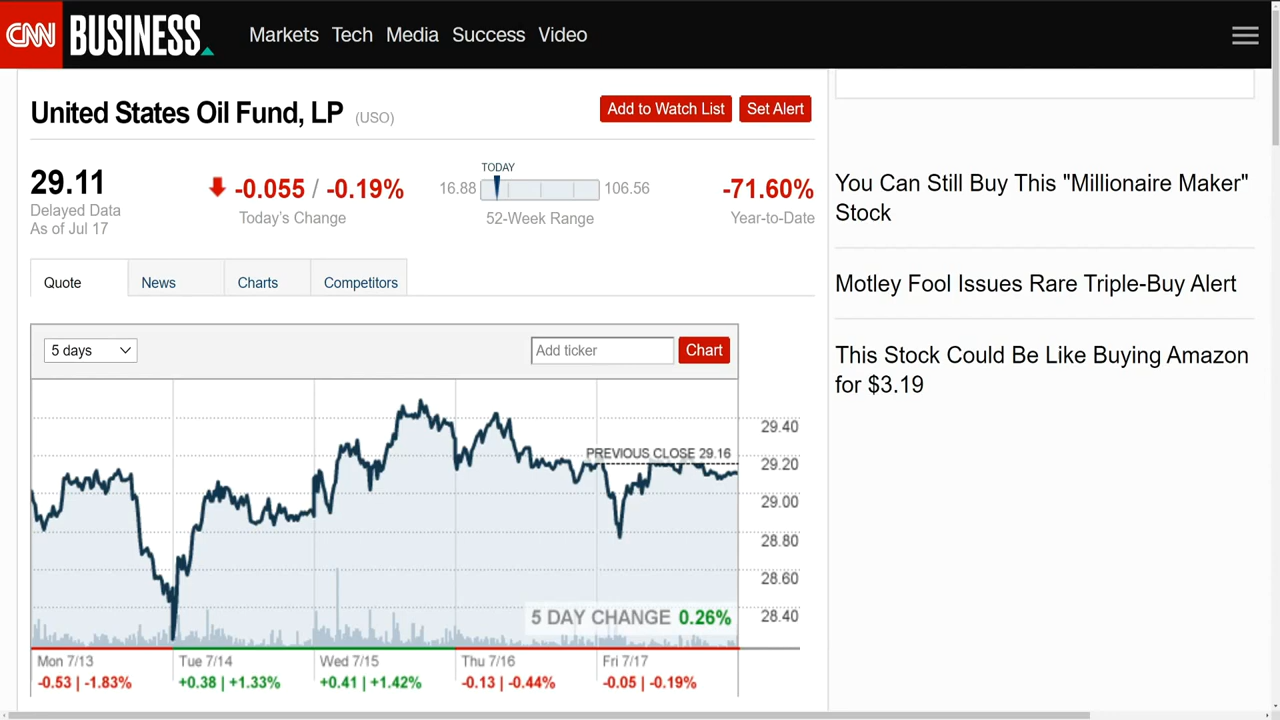 CNN BUSINESS Markets Tech Media Success Video
United States Oil Fund, LP (USO) Add to Watch List Set Alert
29.11
Delayed Data
As of Jul 17
-0.055 / -0.19%
Today's Change
TODAY
16.88 106.56
52-Week Range
-71.60%
Year-to-Date
Quote News Charts Competitors
5 days Add ticker Chart
PREVIOUS CLOSE 29.16
29.40
29.20
29.00
28.80
28.60
28.40
5 DAY CHANGE 0.26%
Mon 7/13 Tue 7/14 Wed 7/15 Thu 7/16 Fri 7/17
-0.53 | -1.83% +0.38 | +1.33% +0.41 | +1.42% -0.13 | -0.44% -0.05 | -0.19%
You Can Still Buy This "Millionaire Maker"
Stock
Motley Fool Issues Rare Triple-Buy Alert
This Stock Could Be Like Buying Amazon
for $3.19